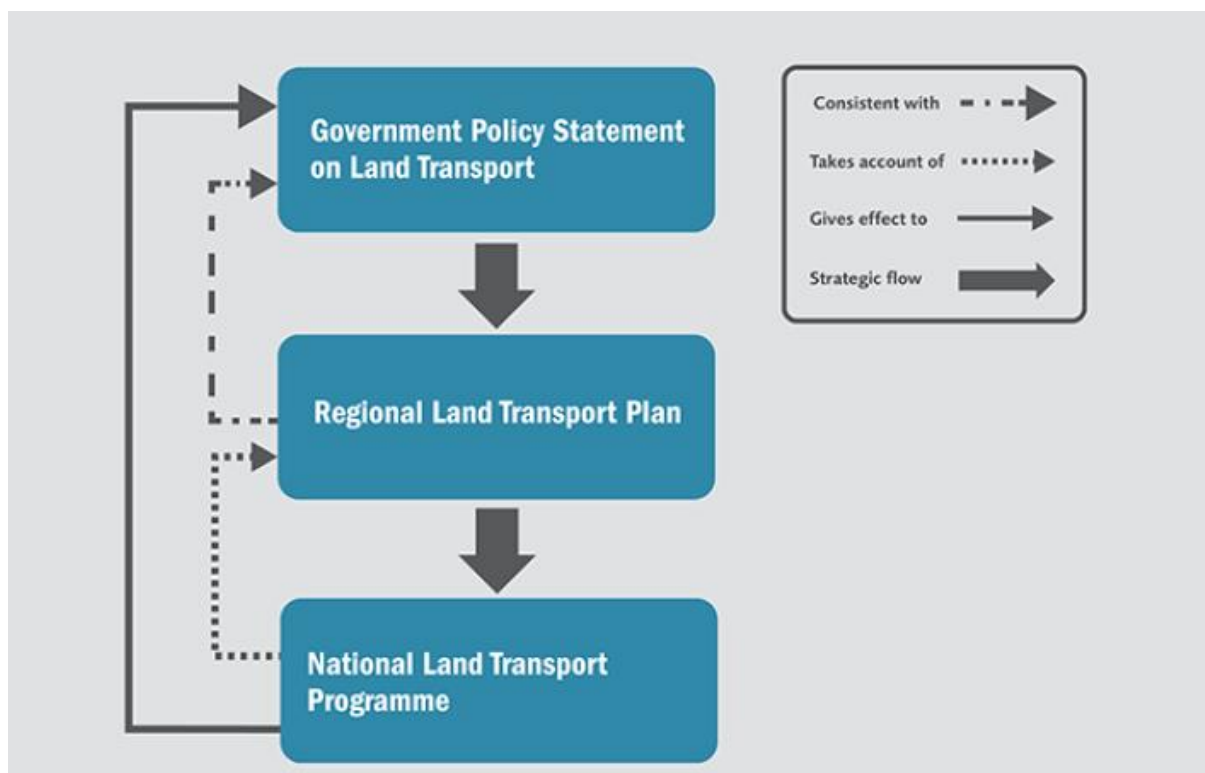 Government Policy Statement
on Land Transport
Consistent with
Takes account of
Gives effect to
Strategic flow
Regional Land Transport Plan
National Land Transport
Programme